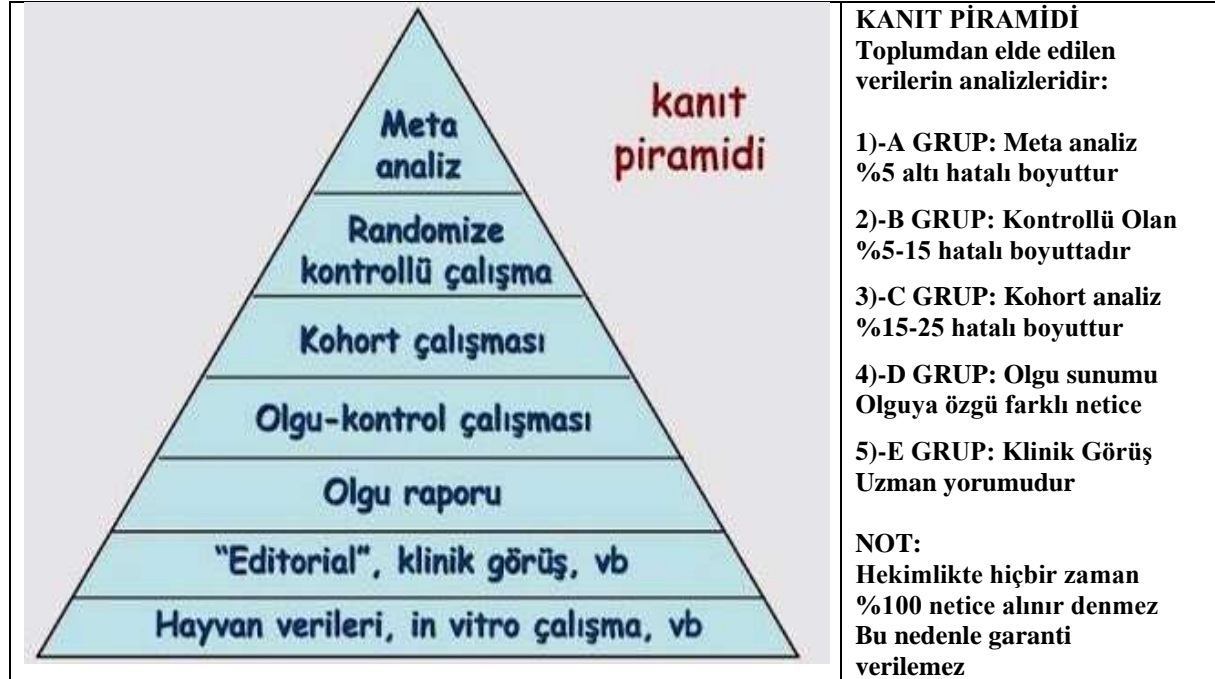 Meta
analiz
Randomize
kontrollü çalışma
Kohort çalışması
Olgu-kontrol çalışması
Olgu raporu
"Editorial", klinik görüş, vb
Hayvan verileri, in vitro çalışma, vb
kanıt
piramidi
KANIT PİRAMİDİ
Toplumdan elde edilen
verilerin analizleridir:
1)-A GRUP: Meta analiz
%5 altı hatalı boyuttur
2)-B GRUP: Kontrollü Olan
%5-15 hatalı boyuttadır
3)-C GRUP: Kohort analiz
%15-25 hatalı boyuttur
4)-D GRUP: Olgu sunumu
Olguya özgü farklı netice
5)-E GRUP: Klinik Görüş
Uzman yorumudur
NOT:
Hekimlikte hiçbir zaman
%100 netice alınır denmez
Bu nedenle garanti
verilemez